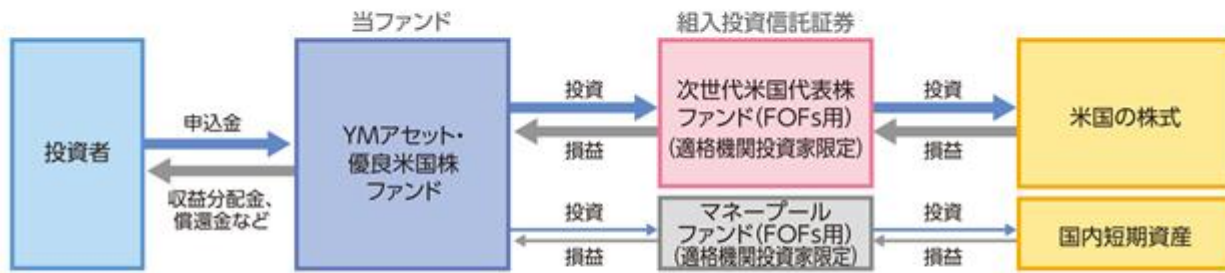 当ファンド
組入投資信託証券
投資者
申込金
収益分配金、
償還金など
YMアセット・
優良米国株
ファンド
投資
損益
次世代米国代表株
ファンド(FOFs用)
(適格機関投資家限定)
投資
損益
米国の株式
投資
損益
マネープール
ファンド(FOFs用)
(適格機関投資家限定)
投資
損益
国内短期資産